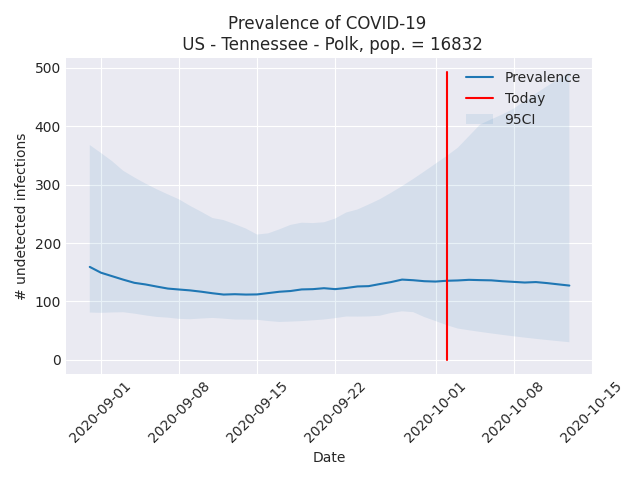 Prevalence of COVID-19
US - Tennessee - Polk, pop. = 16832
500
400
300
200
100
0
# undetected infections
Prevalence
Today
95CI
2020-09-01
2020-09-08
2020-09-15
2020-09-22
2020-10-01
2020-10-08
2020-10-15
Date